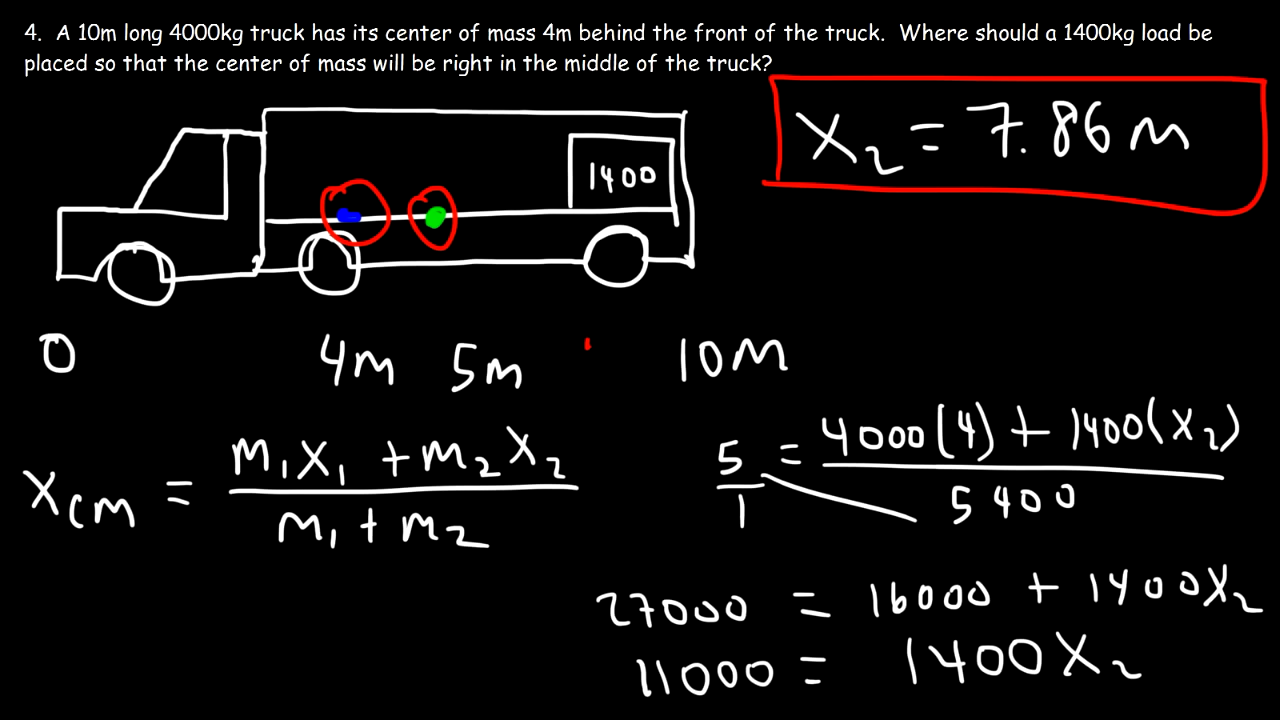 4. A 10m long 4000kg truck has its center of mass 4m behind the front of the truck. Where should a 1400kg load be
placed so that the center of mass will be right in the middle of the truck?
X₂ = 7.86 m
1400
0 4m 5m 10m
Xcm = (m₁X₁ + m₂X₂) / (m₁ + m₂)
5/1 = (4000(4) + 1400(X₂)) / 5400
27000 = 16000 + 1400X₂
11000 = 1400X₂